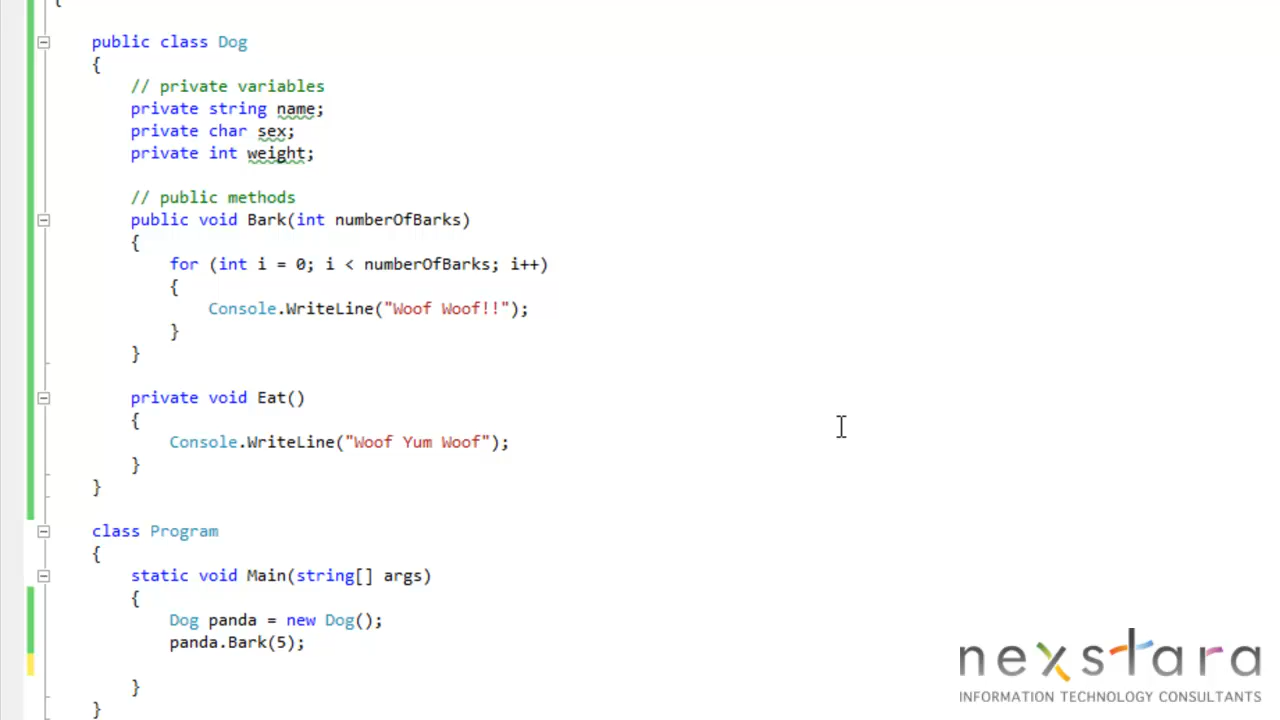 {
public class Dog
{
// private variables
private string name;
private char sex;
private int weight;
// public methods
public void Bark(int numberOfBarks)
{
for (int i = 0; i < numberOfBarks; i++)
{
Console.WriteLine("Woof Woof!!");
}
}
private void Eat()
{
Console.WriteLine("Woof Yum Woof");
}
}
class Program
{
static void Main(string[] args)
{
Dog panda = new Dog();
panda.Bark(5);
}
}
nexstara
INFORMATION TECHNOLOGY CONSULTANTS